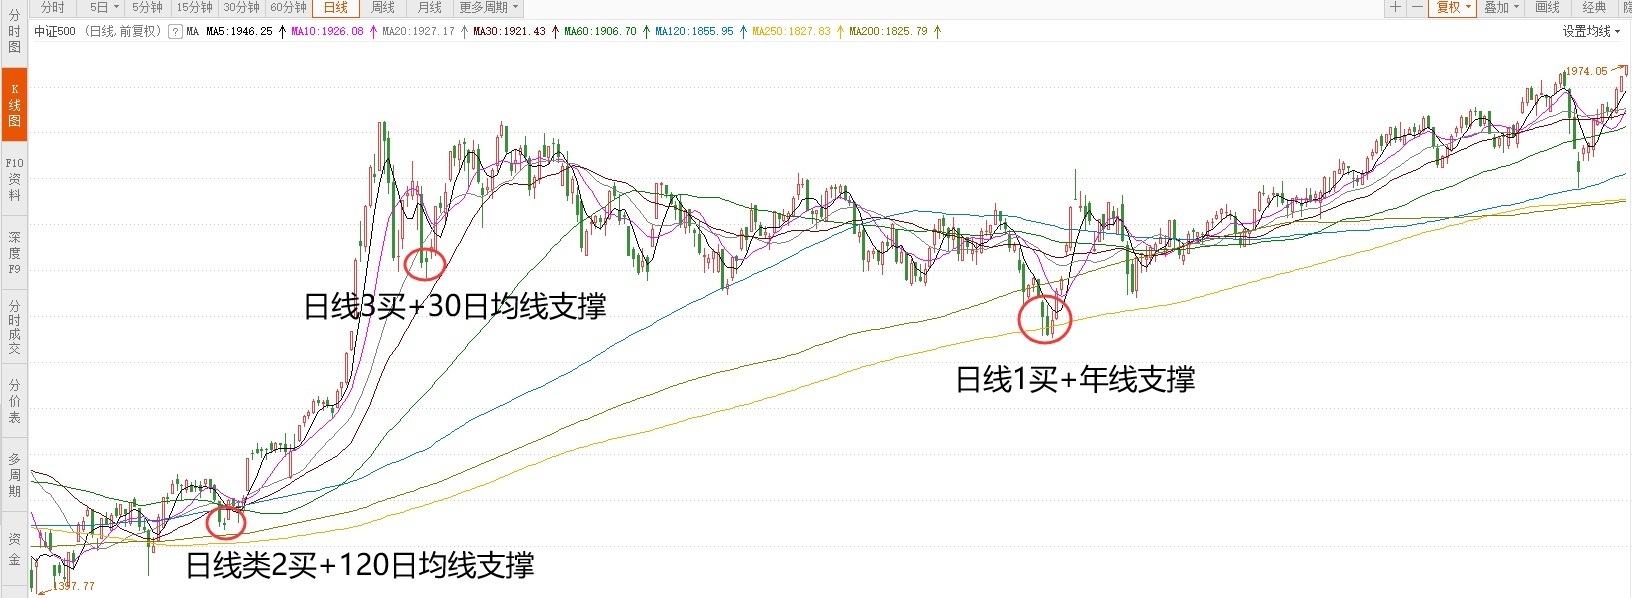 分时 5日 5分钟 15分钟 30分钟 60分钟 日线 周线 月线 更多周期 + 一 复权 叠加 画线 经典
中证500 (日线,前复权) ? MA MA5:1946.25 ↑ MA10:1926.08 ↑ MA20:1927.17 ↑ MA30:1921.43 ↑ MA60:1906.70 ↑ MA120:1855.95 ↑ MA250:1827.83 ↑ MA200:1825.79 ↑ 设置均线
分时图
K线图
F10资料
深度F9
分时成交
分价表
多周期
资金
1974.05
日线3买+30日均线支撑
日线1买+年线支撑
日线类2买+120日均线支撑
1397.77